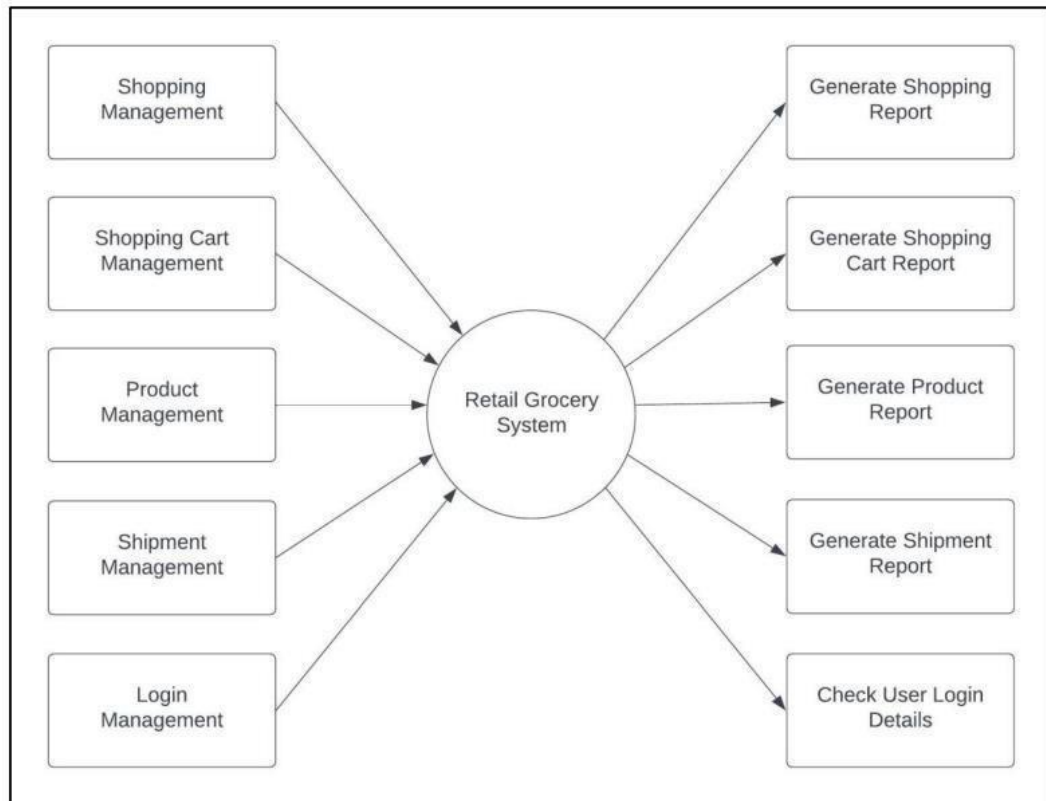 Shopping
Management
Shopping Cart
Management
Product
Management
Shipment
Management
Login
Management
Retail Grocery
System
Generate Shopping
Report
Generate Shopping
Cart Report
Generate Product
Report
Generate Shipment
Report
Check User Login
Details